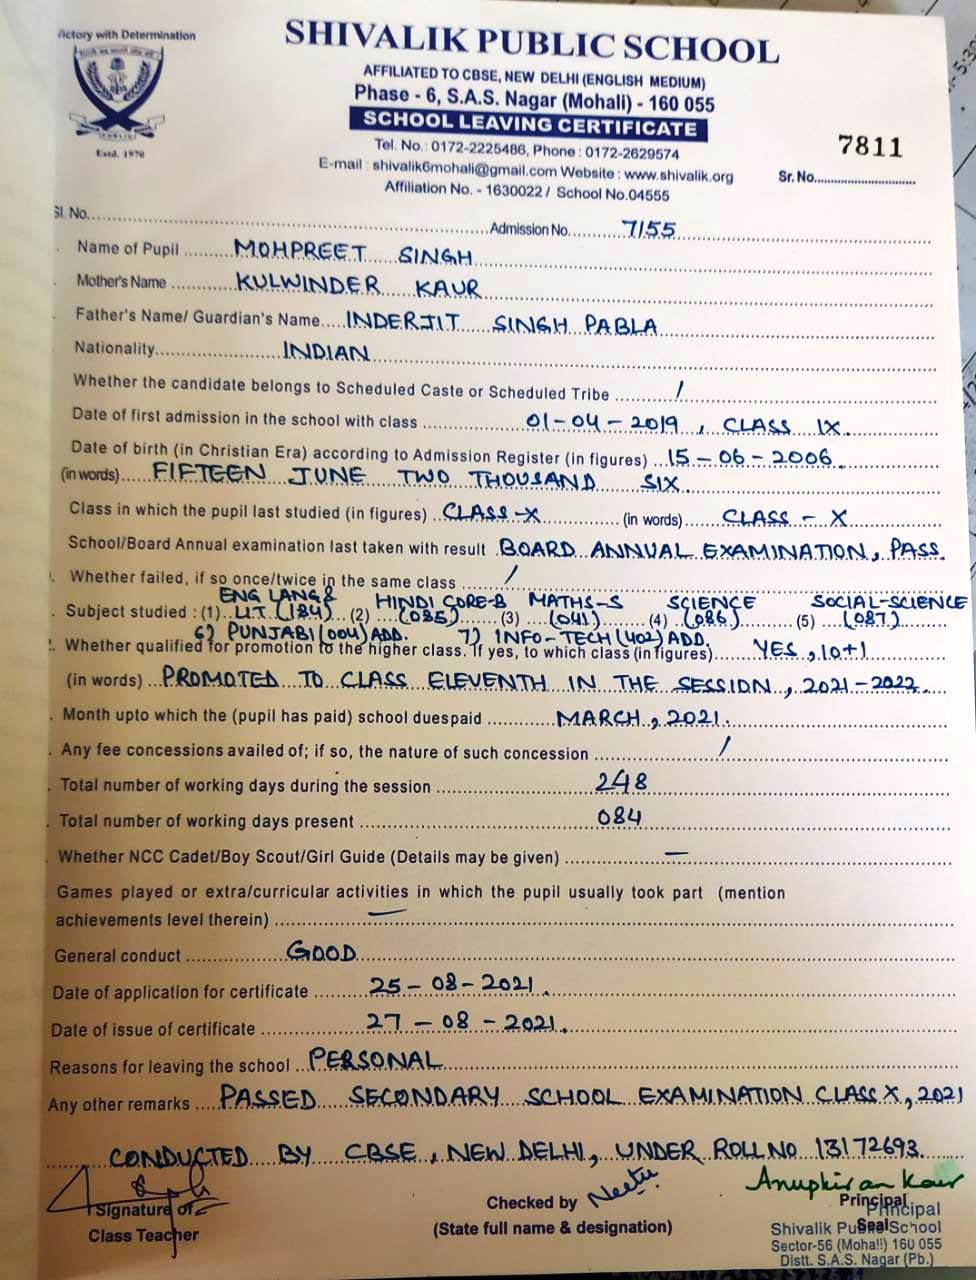 Victory with Determination
SHIVALIK PUBLIC SCHOOL
AFFILIATED TO CBSE, NEW DELHI (ENGLISH MEDIUM)
Phase - 6, S.A.S. Nagar (Mohali) - 160 055
SCHOOL LEAVING CERTIFICATE
Estd. 1970
Tel. No.: 0172-2225486, Phone : 0172-2629574
E-mail : shivalik6mohali@gmail.com Website : www.shivalik.org
Affiliation No. - 1630022 / School No.04555
7811
Sr. No.
Sl. No. Admission No. 7155
Name of Pupil MOHPREET SINGH
Mother's Name KULWINDER KAUR
Father's Name/ Guardian's Name INDERJIT SINGH PABLA
Nationality INDIAN
Whether the candidate belongs to Scheduled Caste or Scheduled Tribe /
Date of first admission in the school with class 01-04-2019, CLASS IX.
Date of birth (in Christian Era) according to Admission Register (in figures) 15-06-2006.
(in words) FIFTEEN JUNE TWO THOUSAND SIX
Class in which the pupil last studied (in figures) CLASS-X (in words) CLASS - X
School/Board Annual examination last taken with result BOARD ANNUAL EXAMINATION, PASS.
Whether failed, if so once/twice in the same class /
Subject studied : (1) ENG LANG & LIT. (184) (2) HINDI CORE-B (085) (3) MATHS-S (041) (4) SCIENCE (086) (5) SOCIAL-SCIENCE (087)
6) PUNJABI (004) ADD. 7) INFO-TECH (402) ADD.
Whether qualified for promotion to the higher class. If yes, to which class (in figures) YES, 10+1
(in words) PROMOTED TO CLASS ELEVENTH IN THE SESSION, 2021-2022.
Month upto which the (pupil has paid) school duespaid MARCH, 2021.
Any fee concessions availed of; if so, the nature of such concession /
Total number of working days during the session 248
Total number of working days present 084
Whether NCC Cadet/Boy Scout/Girl Guide (Details may be given) —
Games played or extra/curricular activities in which the pupil usually took part (mention
achievements level therein) —
General conduct GOOD
Date of application for certificate 25-08-2021.
Date of issue of certificate 27-08-2021.
Reasons for leaving the school PERSONAL
Any other remarks PASSED SECONDARY SCHOOL EXAMINATION CLASS X, 2021
CONDUCTED BY CBSE, NEW DELHI, UNDER ROLL NO 13172693.
Signature of
Class Teacher
Checked by Neetu
(State full name & designation)
Anupkiran Kaur
Principal
Seal
Principal
Shivalik Public School
Sector-56 (Mohali) 160 055
Distt. S.A.S. Nagar (Pb.)